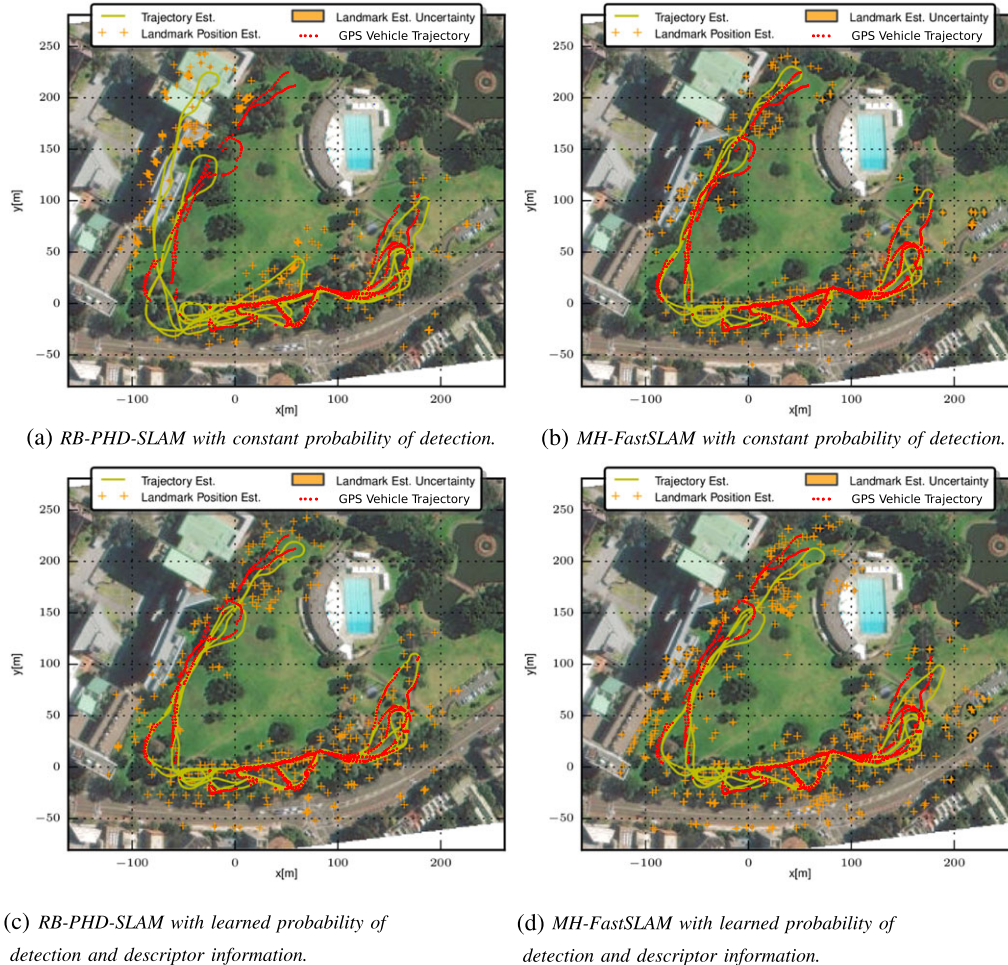 Trajectory Est. Landmark Est. Uncertainty
Landmark Position Est. GPS Vehicle Trajectory
Trajectory Est. Landmark Est. Uncertainty
Landmark Position Est. GPS Vehicle Trajectory
250
200
150
100
50
0
−50
y[m]
−100 0 100 200
x[m]
250
200
150
100
50
0
−50
y[m]
−100 0 100 200
x[m]
(a) RB-PHD-SLAM with constant probability of detection.
(b) MH-FastSLAM with constant probability of detection.
Trajectory Est. Landmark Est. Uncertainty
Landmark Position Est. GPS Vehicle Trajectory
Trajectory Est. Landmark Est. Uncertainty
Landmark Position Est. GPS Vehicle Trajectory
250
200
150
100
50
0
−50
y[m]
−100 0 100 200
x[m]
250
200
150
100
50
0
−50
y[m]
−100 0 100 200
x[m]
(c) RB-PHD-SLAM with learned probability of
detection and descriptor information.
(d) MH-FastSLAM with learned probability of
detection and descriptor information.